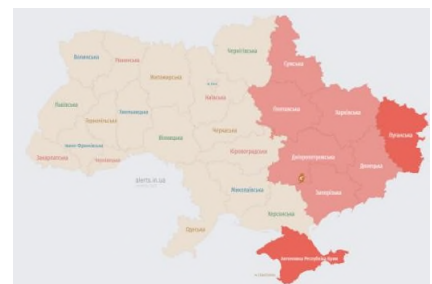 Чернігівська
Сумська
Волинська
Рівненська
Житомирська
Київська
Львівська
Тернопільська
Хмельницька
Полтавська
Харківська
Луганська
Черкаська
Вінницька
Івано-Франківська
Закарпатська
Чернівецька
Кіровоградська
Дніпропетровська
Донецька
alerts.in.ua
Миколаївська
Запорізька
Одеська
Херсонська
Автономна Республіка Крим